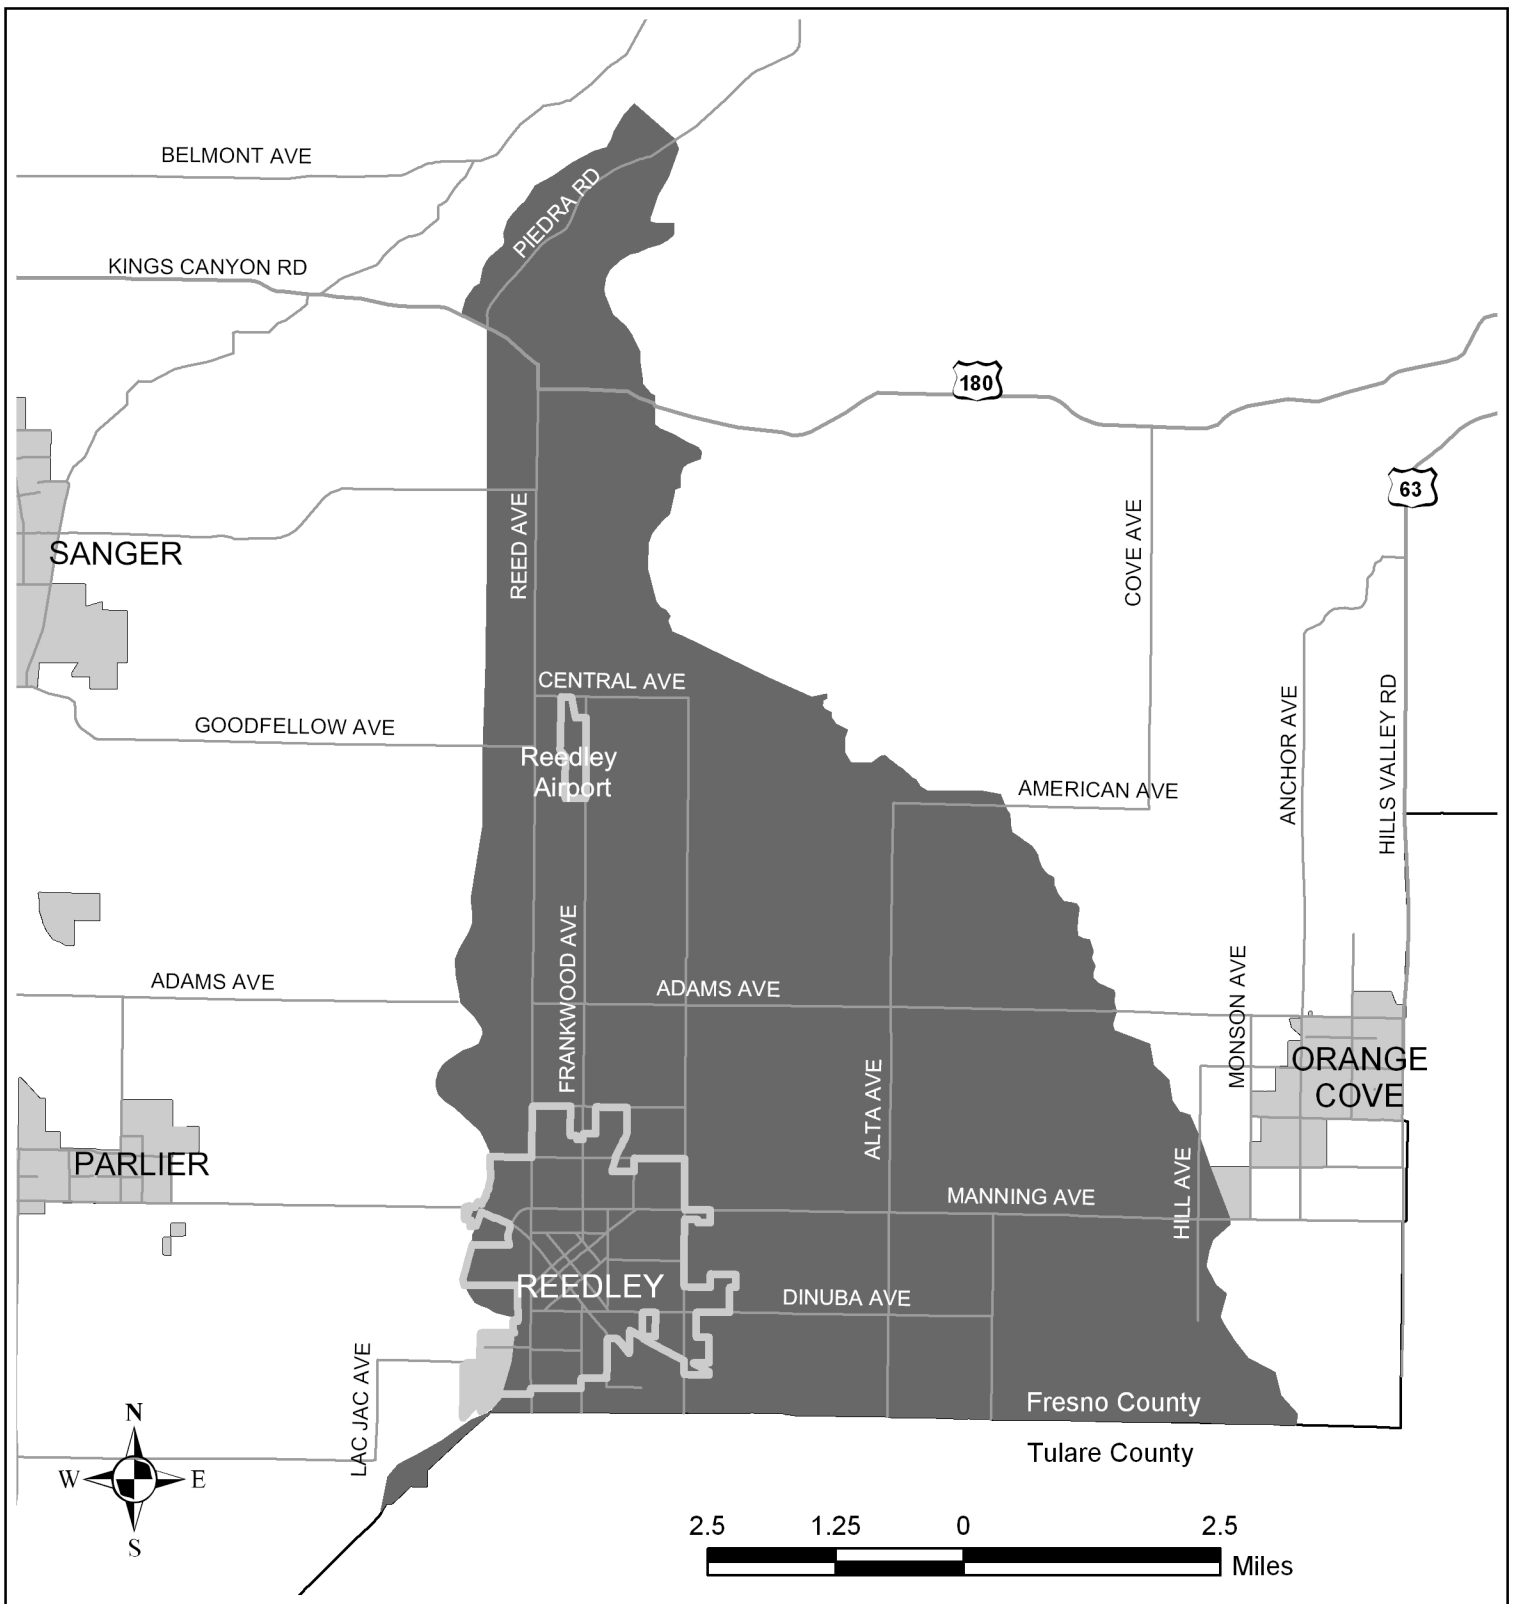 BELMONT AVE
PIEDRA RD
KINGS CANYON RD
180
63
REED AVE
COVE AVE
SANGER
CENTRAL AVE
GOODFELLOW AVE
Reedley
Airport
AMERICAN AVE
ANCHOR AVE
HILLS VALLEY RD
FRANKWOOD AVE
ADAMS AVE
ADAMS AVE
MONSON AVE
ORANGE
COVE
ALTA AVE
PARLIER
HILL AVE
MANNING AVE
REEDLEY
DINUBA AVE
LAC JAC AVE
Fresno County
Tulare County
N
W E
S
2.5 1.25 0 2.5
Miles